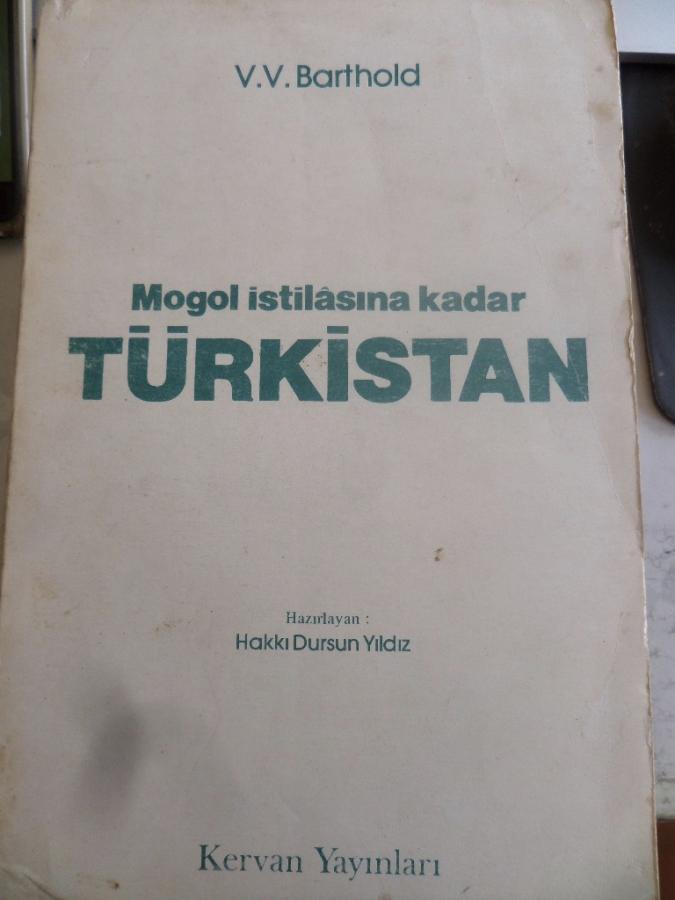 V.V. Barthold
Mogol istilâsına kadar
TÜRKİSTAN
Hazırlayan :
Hakkı Dursun Yıldız
Kervan Yayınları